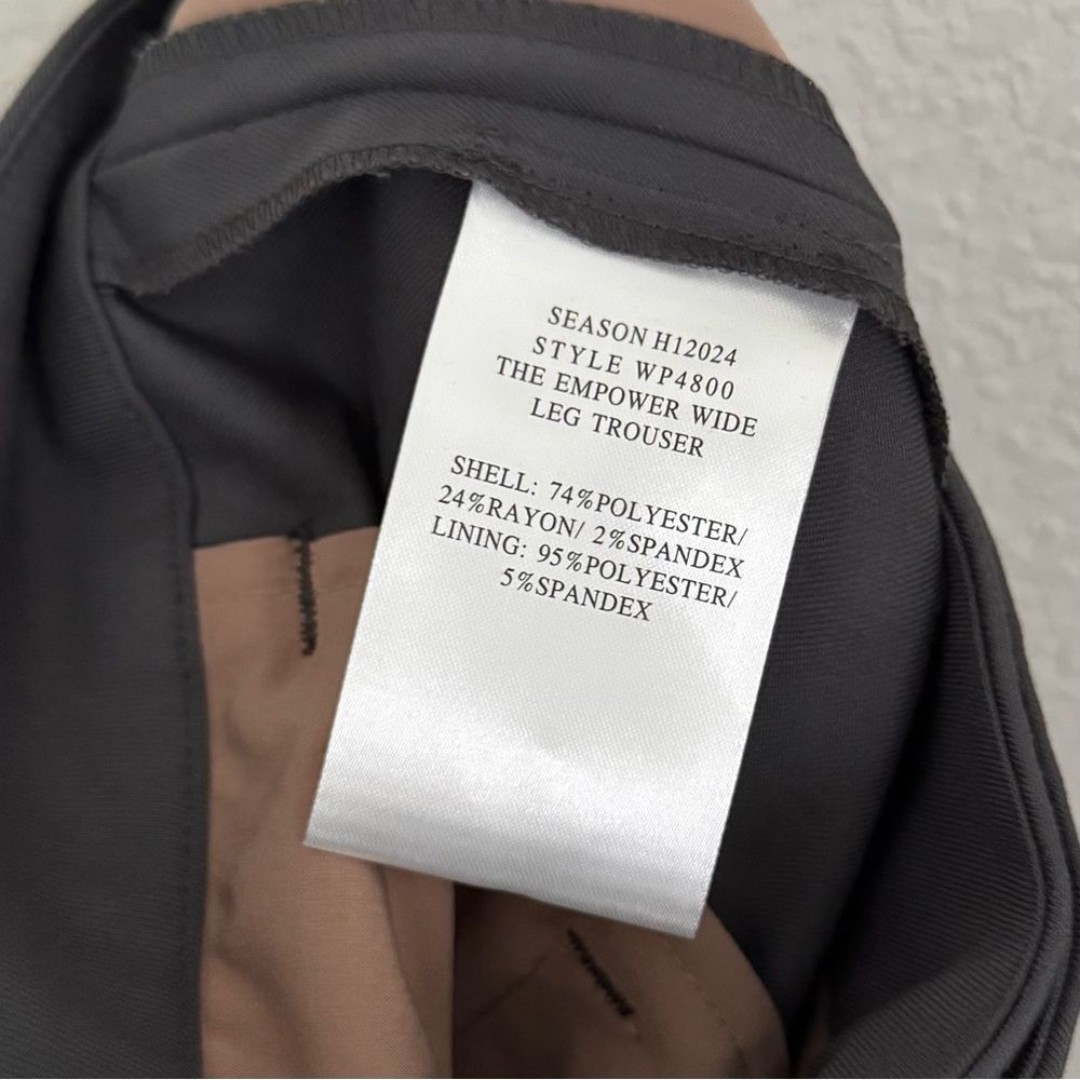 SEASON H12024
STYLE WP4800
THE EMPOWER WIDE
LEG TROUSER
SHELL: 74%POLYESTER/
24%RAYON/ 2%SPANDEX
LINING: 95%POLYESTER/
5%SPANDEX